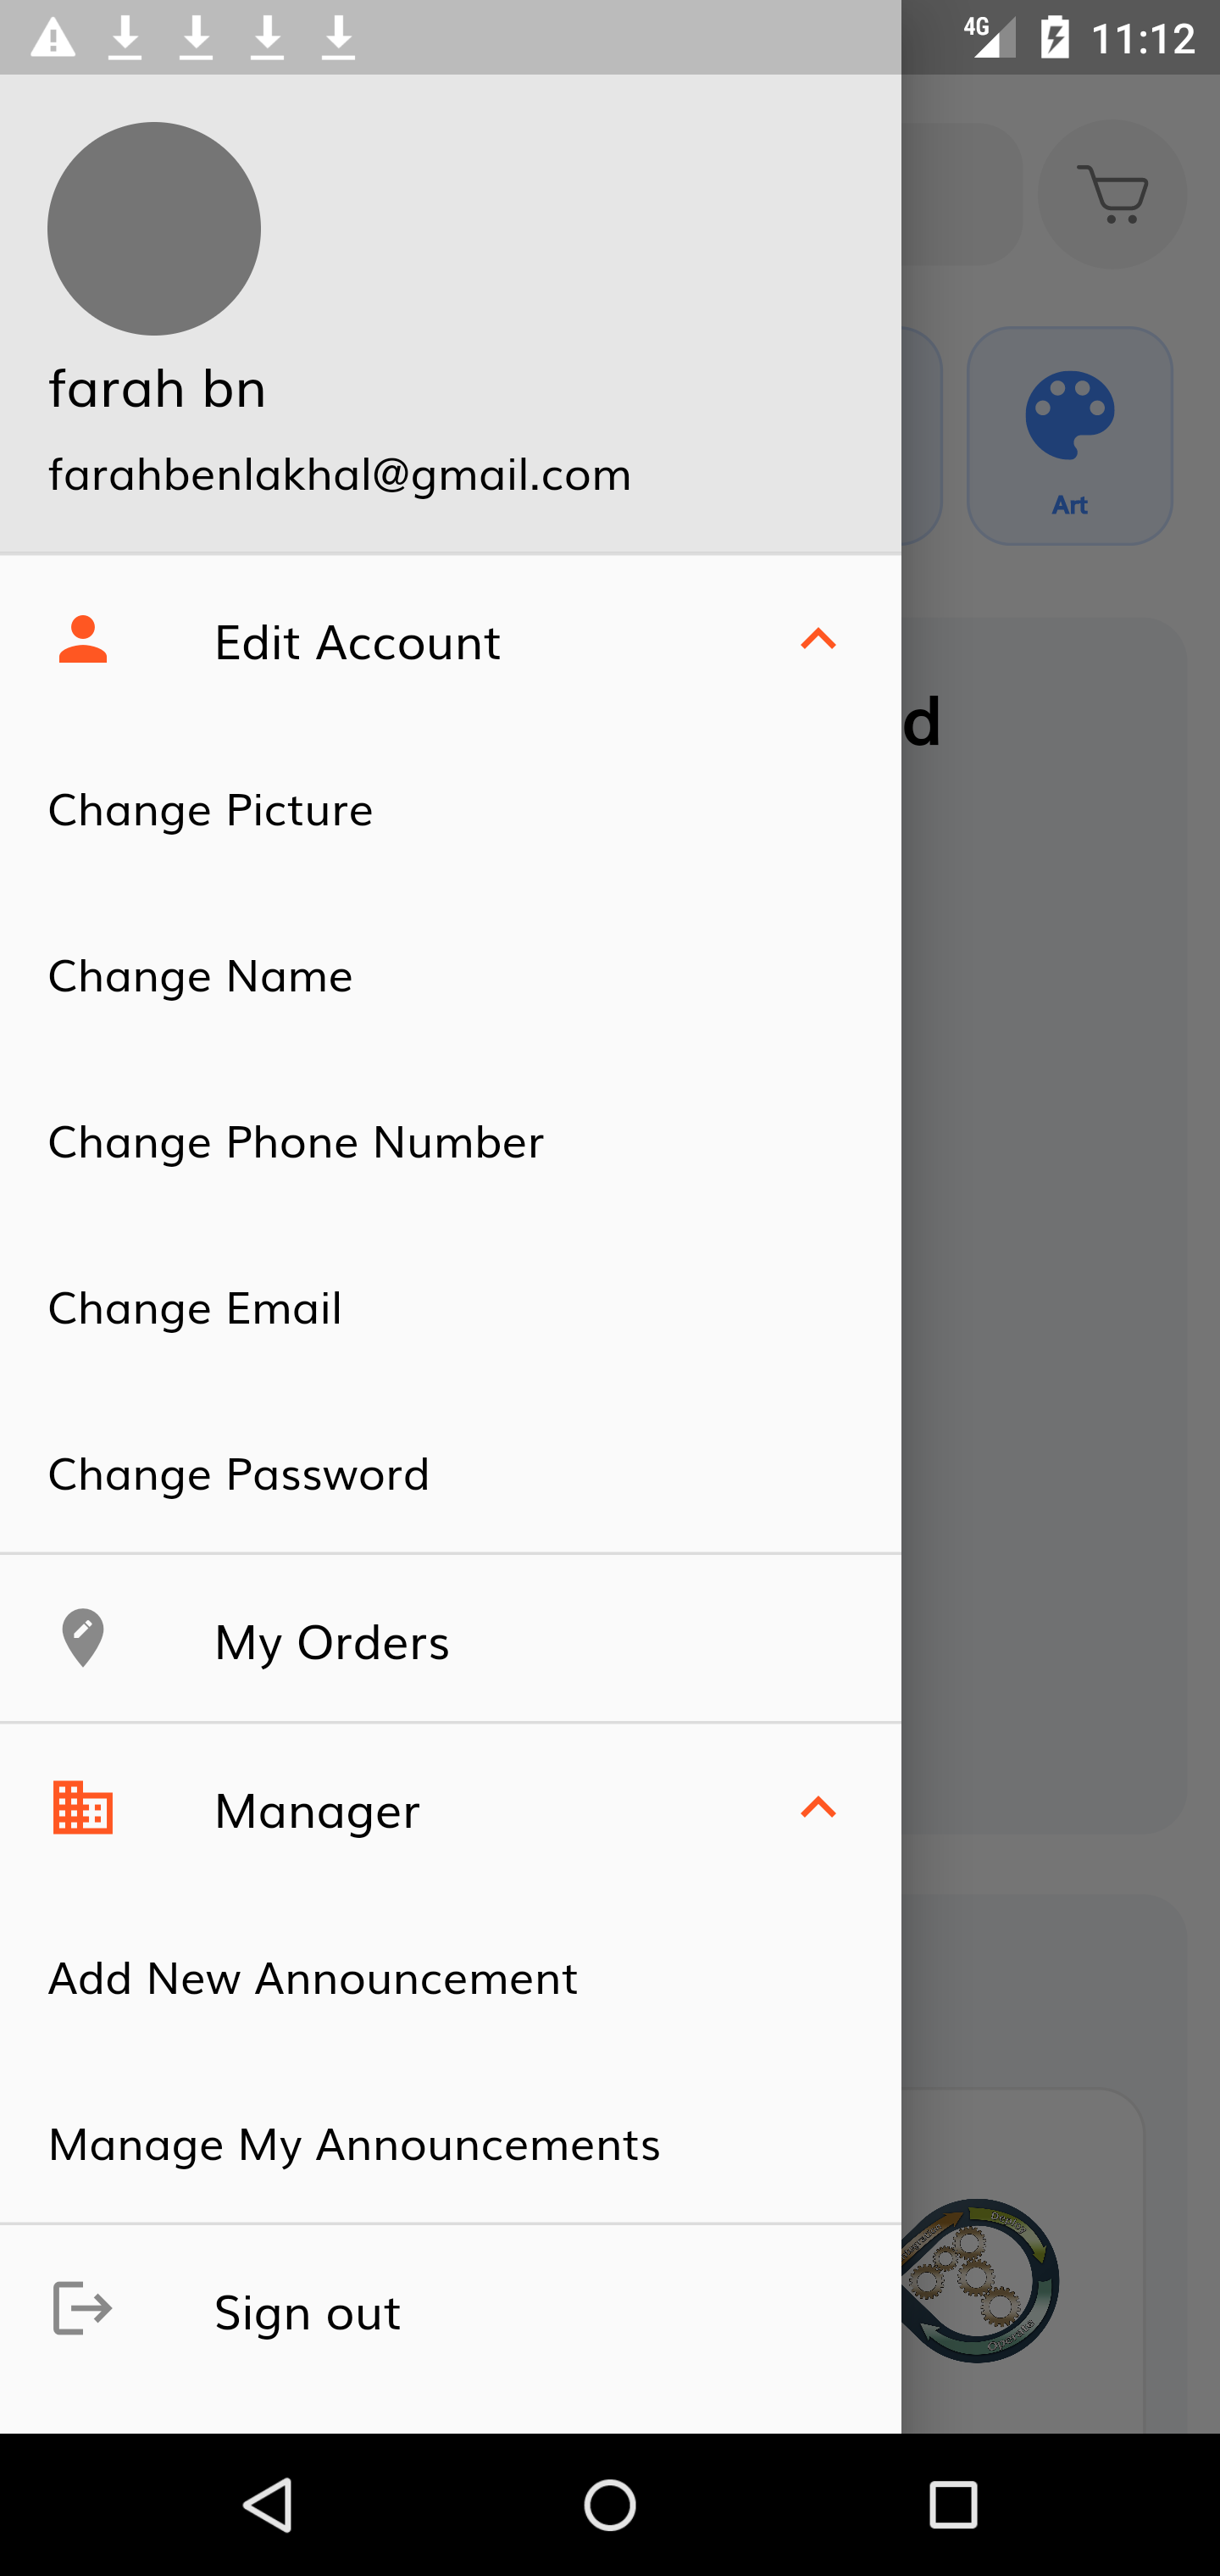 4G 11:12
farah bn
farahbenlakhal@gmail.com
Art
Edit Account
d
Change Picture
Change Name
Change Phone Number
Change Email
Change Password
My Orders
Manager
Add New Announcement
Manage My Announcements
Operate
Sign out